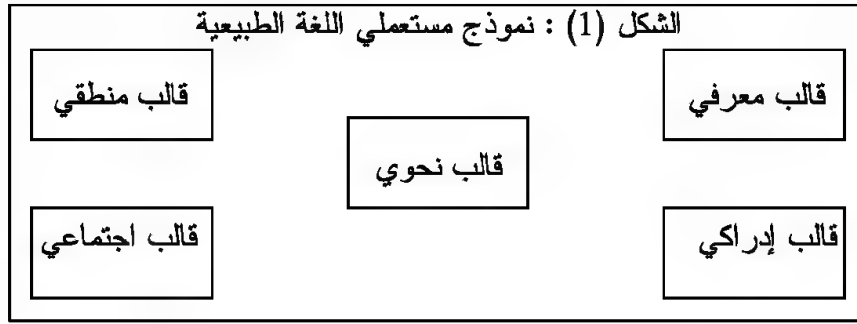 الشكل (1) : نموذج مستعملي اللغة الطبيعية
قالب معرفي
قالب منطقي
قالب نحوي
قالب إدراكي
قالب اجتماعي